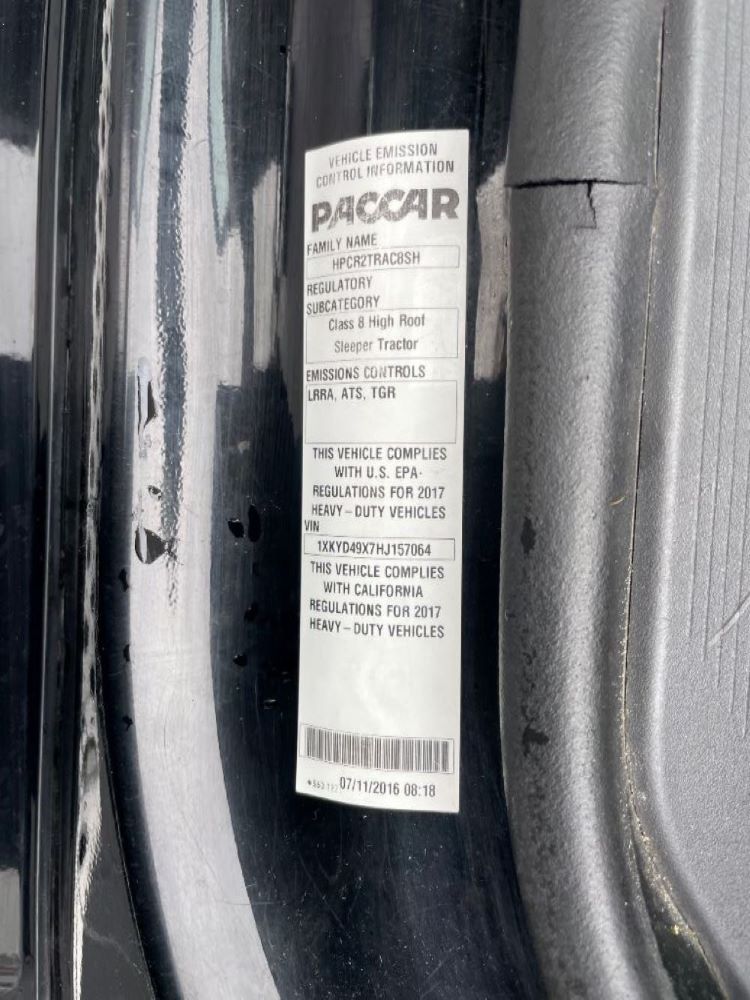 VEHICLE EMISSION
CONTROL INFORMATION
PACCAR
FAMILY NAME
HPCR2TRAC8SH
REGULATORY
SUBCATEGORY
Class 8 High Roof
Sleeper Tractor
EMISSIONS CONTROLS
LRRA, ATS, TGR
THIS VEHICLE COMPLIES
WITH U.S. EPA
REGULATIONS FOR 2017
HEAVY-DUTY VEHICLES
VIN
1XKYD49X7HJ157064
THIS VEHICLE COMPLIES
WITH CALIFORNIA
REGULATIONS FOR 2017
HEAVY-DUTY VEHICLES
07/11/2016 08:18